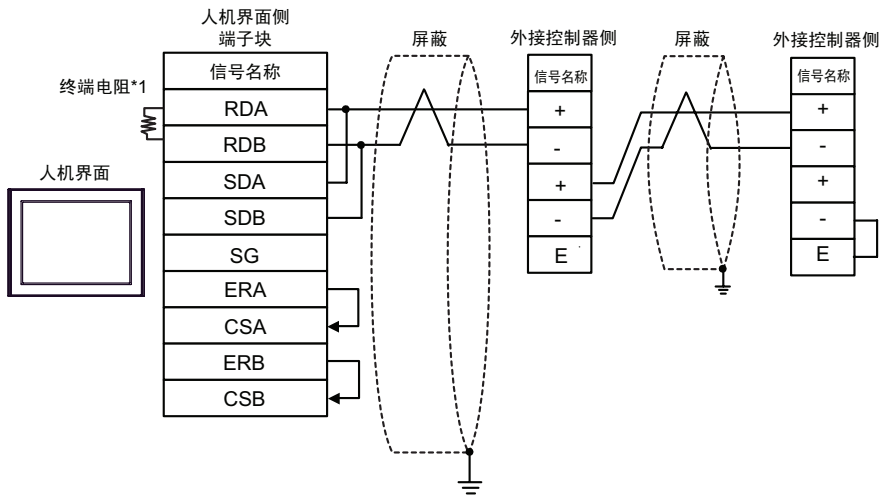 人机界面侧
端子块
屏蔽
外接控制器侧
屏蔽
外接控制器侧
终端电阻*1
人机界面
信号名称
RDA
RDB
SDA
SDB
SG
ERA
CSA
ERB
CSB
信号名称
+
-
+
-
E
信号名称
+
-
+
-
E